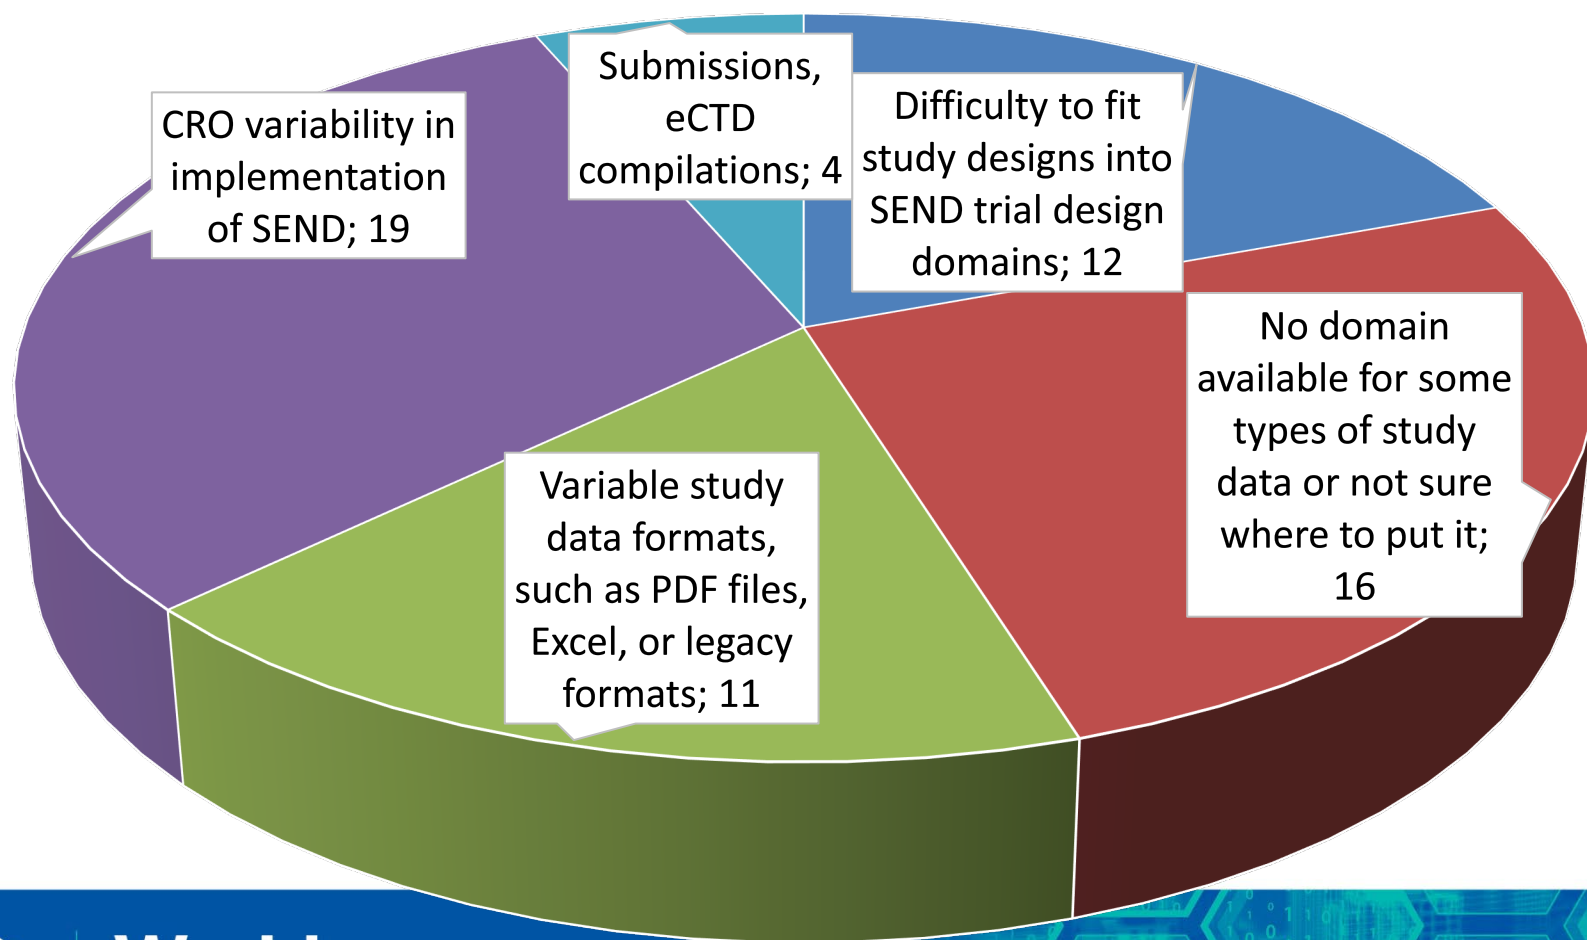 Submissions,
eCTD
compilations; 4
Difficulty to fit
study designs into
SEND trial design
domains; 12
CRO variability in
implementation
of SEND; 19
No domain
available for some
types of study
data or not sure
where to put it;
16
Variable study
data formats,
such as PDF files,
Excel, or legacy
formats; 11